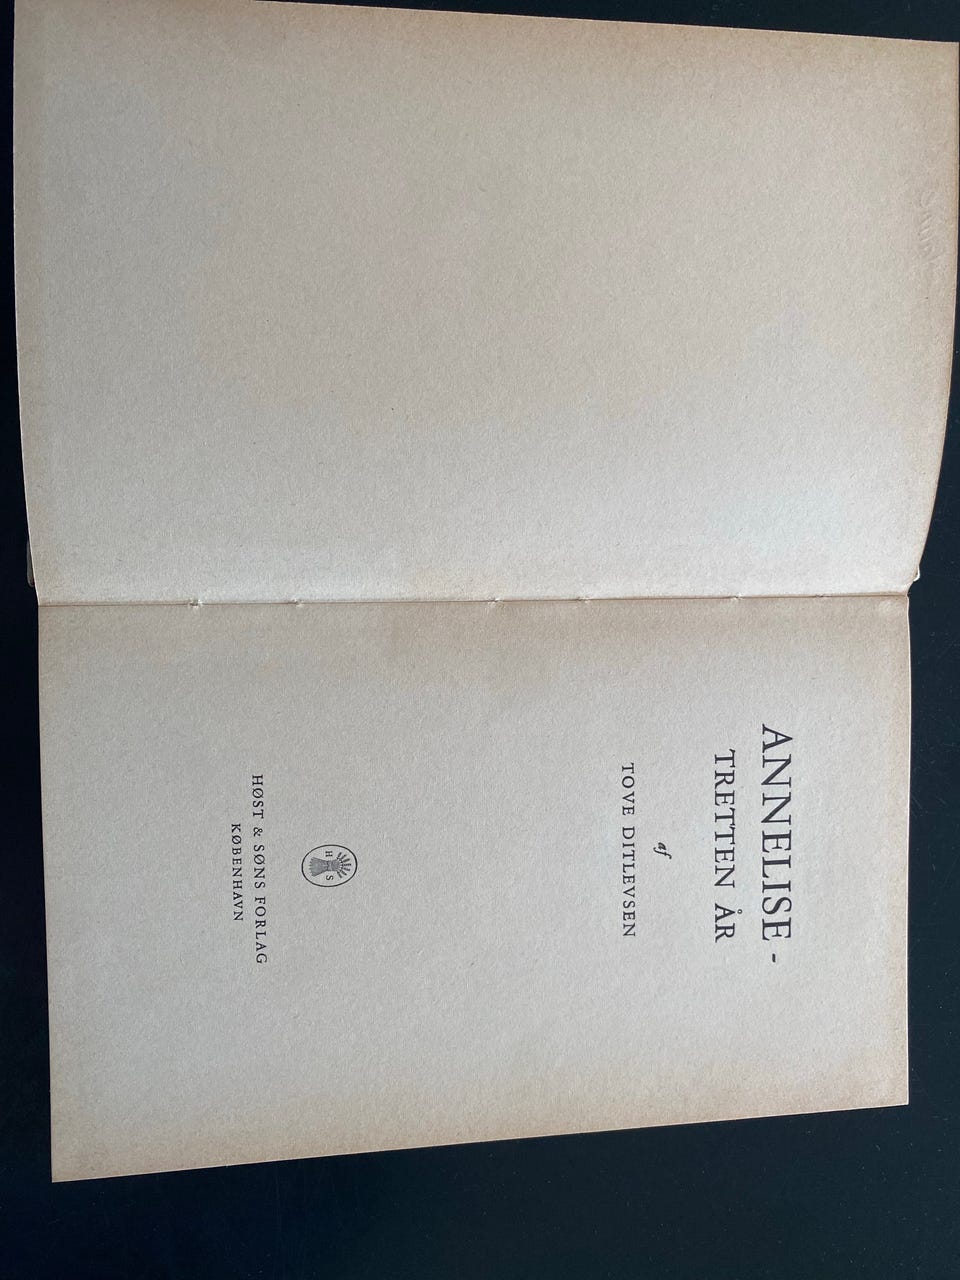 ANNELISE -
TRETTEN ÅR
af
TOVE DITLEVSEN
H S
HØST & SØNS FORLAG
KØBENHAVN